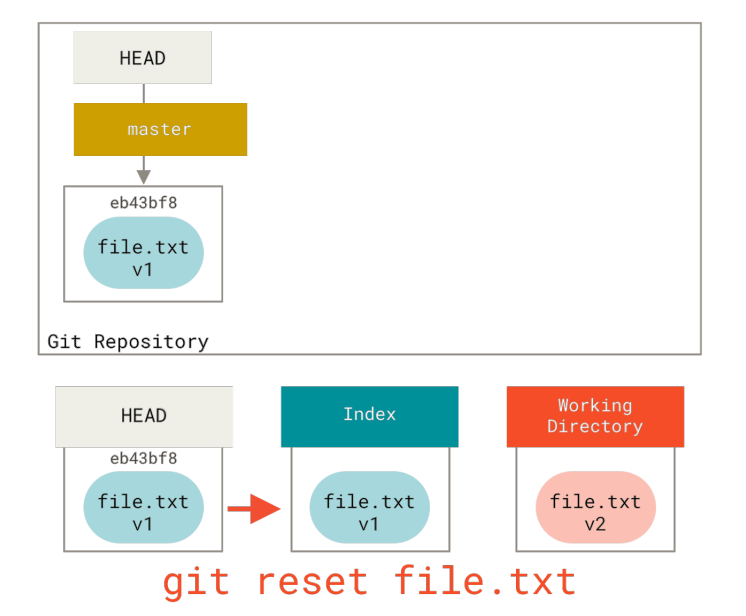 HEAD
master
eb43bf8
file.txt
v1
Git Repository
HEAD
Index
Working
Directory
eb43bf8
file.txt
v1
file.txt
v1
file.txt
v2
git reset file.txt